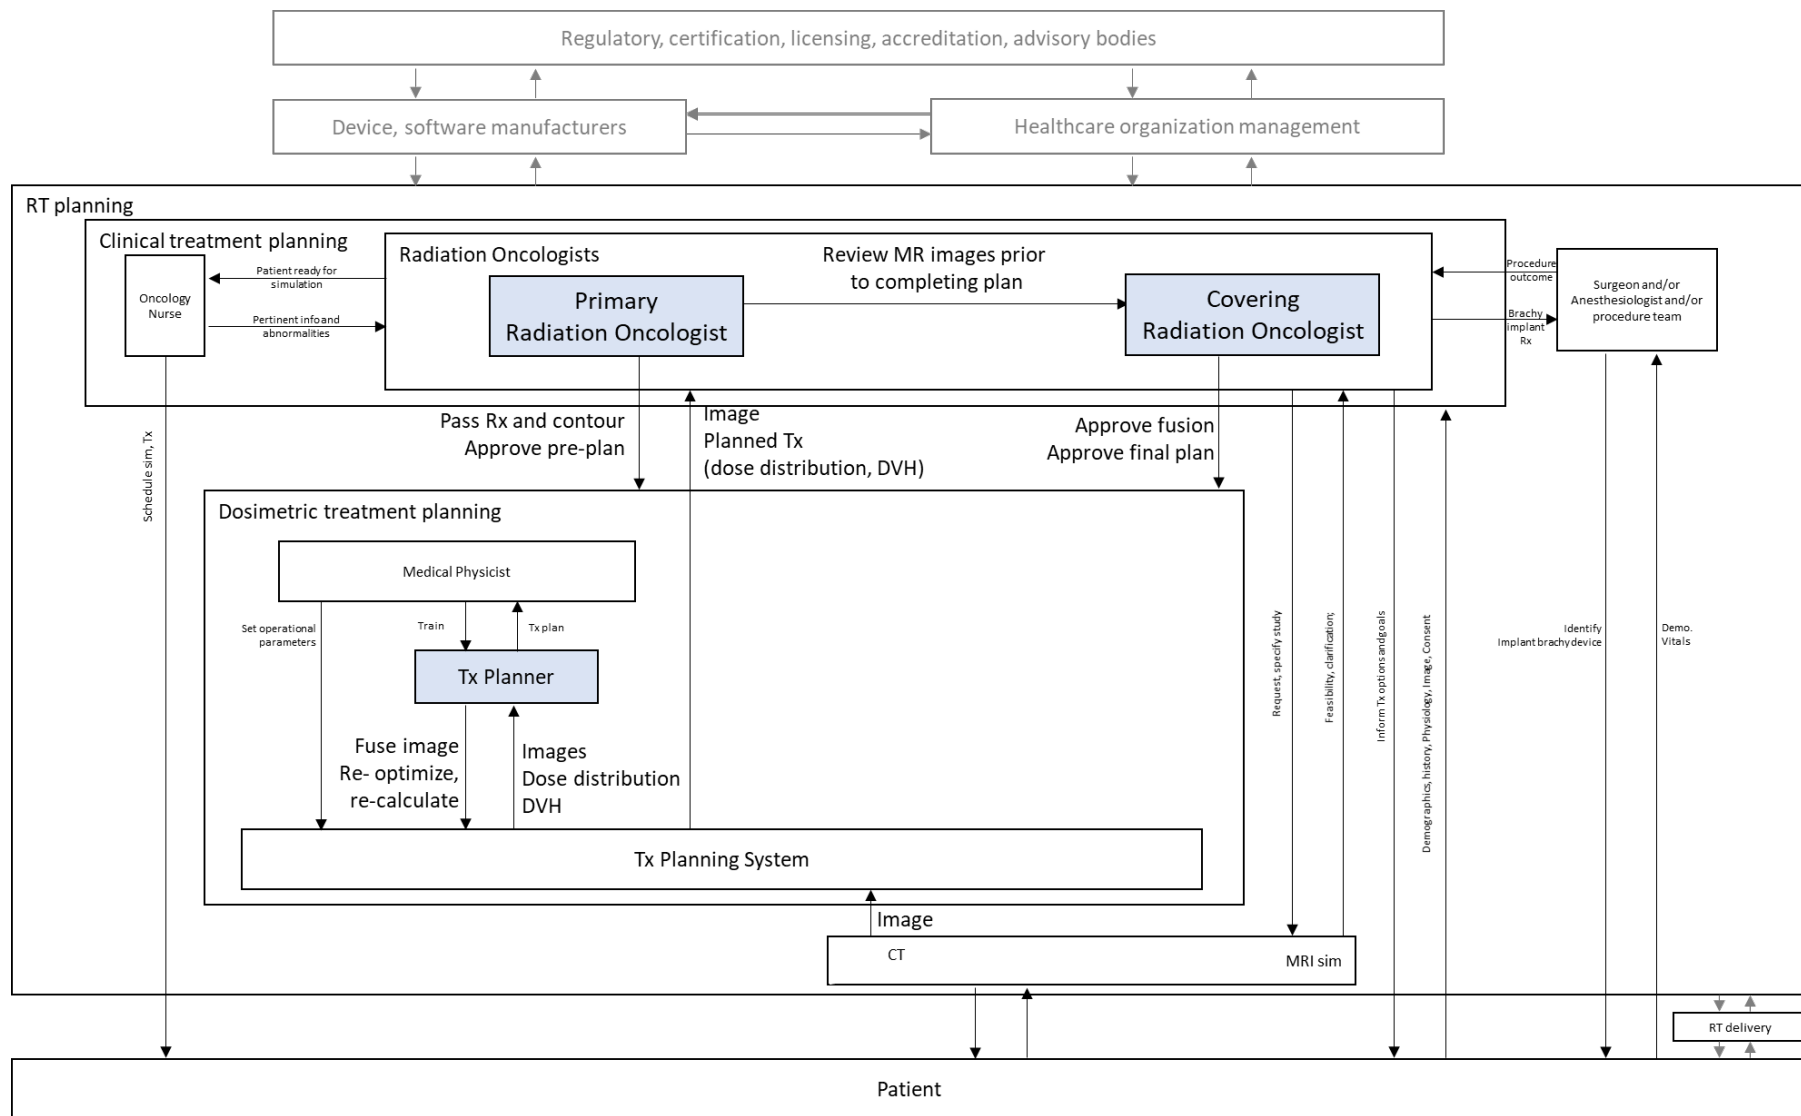 Regulatory, certification, licensing, accreditation, advisory bodies
Device, software manufacturers
Healthcare organization management
RT planning
Clinical treatment planning
Oncology
Nurse
Patient ready for
simulation
Pertinent info and
abnormalities
Radiation Oncologists
Primary
Radiation Oncologist
Review MR images prior
to completing plan
Covering
Radiation Oncologist
Procedure
outcome
Brachy
implant
Rx
Surgeon and/or
Anesthesiologist and/or
procedure team
Schedule sim, Tx
Pass Rx and contour
Approve pre-plan
Image
Planned Tx
(dose distribution, DVH)
Approve fusion
Approve final plan
Dosimetric treatment planning
Medical Physicist
Set operational
parameters
Train
Tx plan
Tx Planner
Fuse image
Re- optimize,
re-calculate
Images
Dose distribution
DVH
Tx Planning System
Image
CT
MRI sim
Request, specify study
Feasibility, clarification;
Inform Tx options and goals
Demographics, history, Physiology, Image, Consent
Identify
Implant brachy device
Demo.
Vitals
RT delivery
Patient